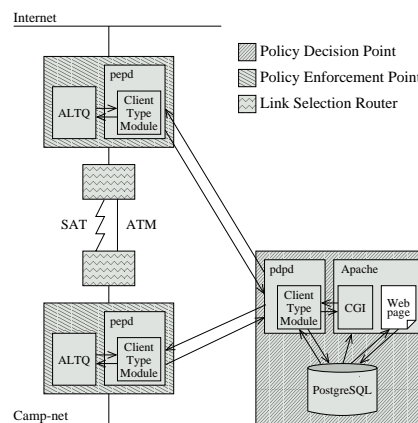 Internet
Policy Decision Point
Policy Enforcement Point
Link Selection Router
pepd
ALTQ
Client
Type
Module
SAT
ATM
pdpd
Apache
Client
Type
Module
CGI
Web
page
PostgreSQL
pepd
ALTQ
Client
Type
Module
Camp-net